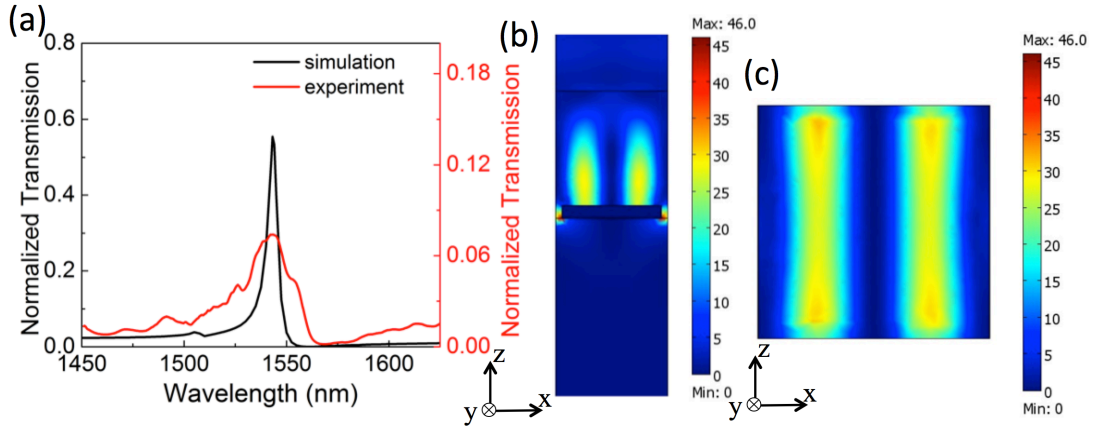 (a)
0.8
0.6
0.4
0.2
0.0
Normalized Transmission
simulation
experiment
0.18
0.12
0.06
0.00
Normalized Transmission
1450
1500
1550
1600
Wavelength (nm)
(b)
Max: 46.0
45
40
35
30
25
20
15
10
5
0
Min: 0
z
y
x
(c)
Max: 46.0
45
40
35
30
25
20
15
10
5
0
Min: 0
z
y
x